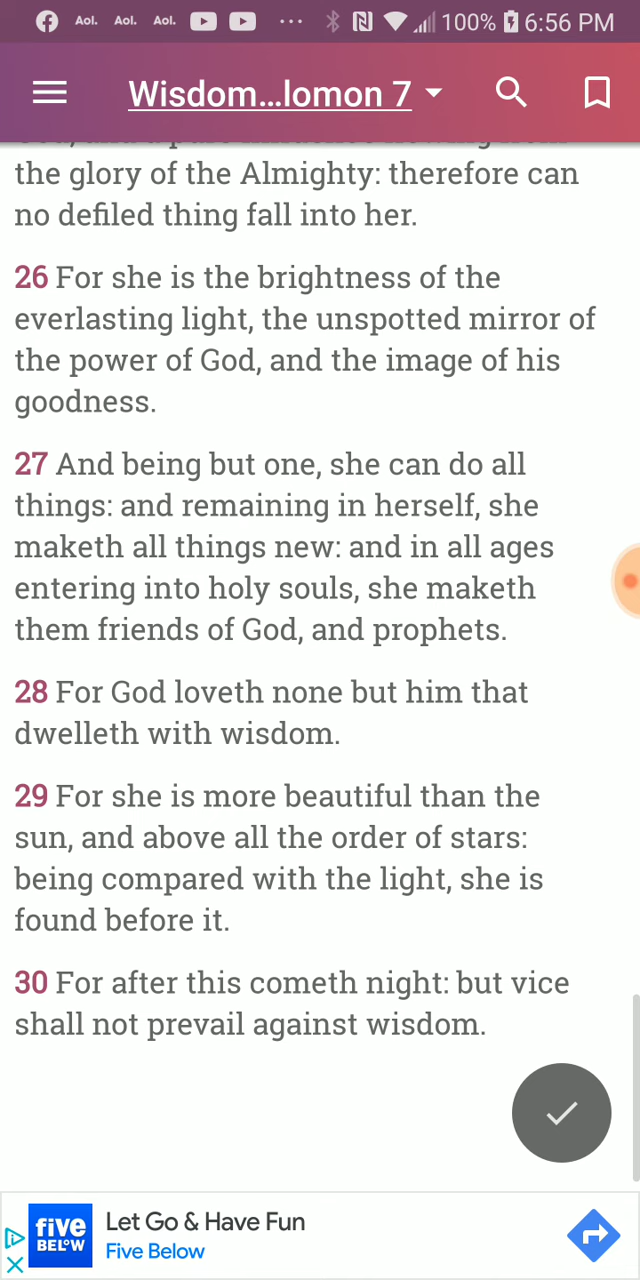 Aol. Aol. Aol. ... 100% 6:56 PM
Wisdom...lomon 7
the glory of the Almighty: therefore can
no defiled thing fall into her.
26 For she is the brightness of the
everlasting light, the unspotted mirror of
the power of God, and the image of his
goodness.
27 And being but one, she can do all
things: and remaining in herself, she
maketh all things new: and in all ages
entering into holy souls, she maketh
them friends of God, and prophets.
28 For God loveth none but him that
dwelleth with wisdom.
29 For she is more beautiful than the
sun, and above all the order of stars:
being compared with the light, she is
found before it.
30 For after this cometh night: but vice
shall not prevail against wisdom.
five
BEL°W
Let Go & Have Fun
Five Below